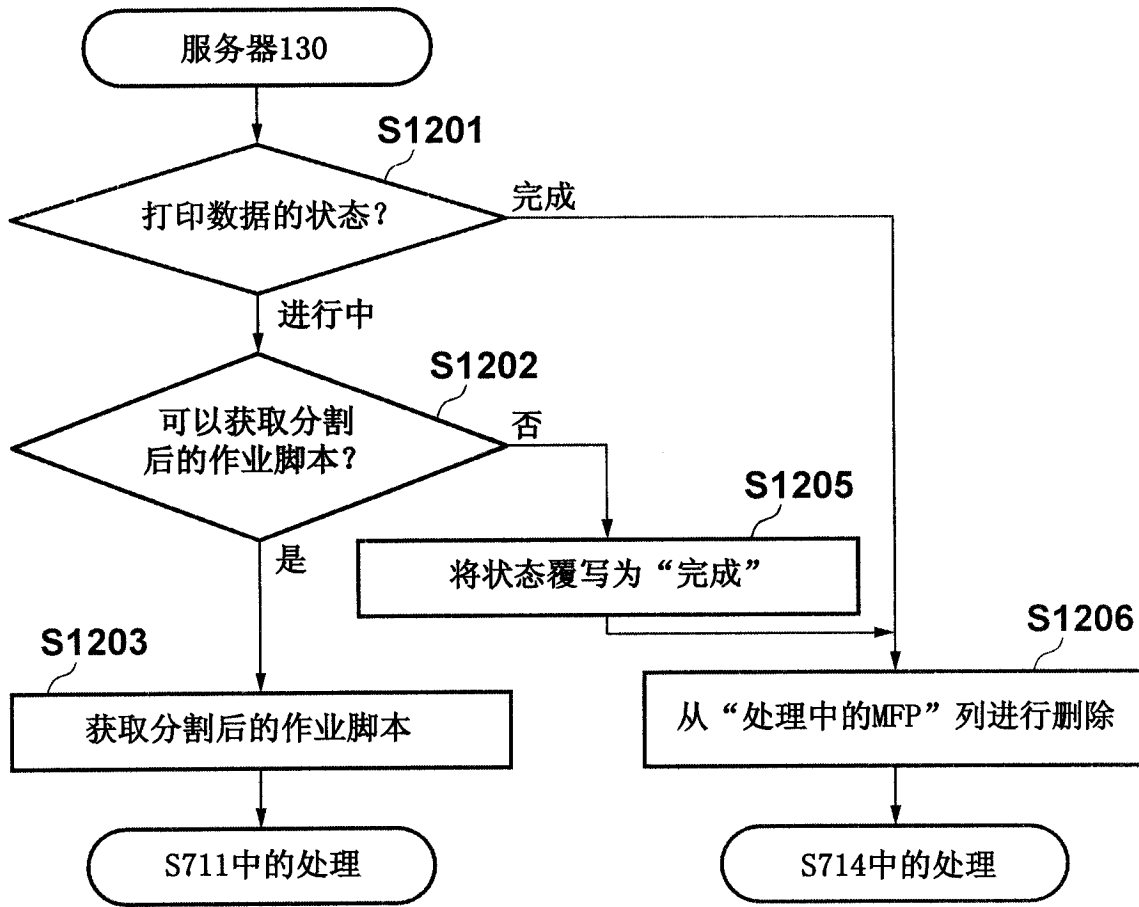 服务器130
S1201
打印数据的状态?
完成
进行中
S1202
可以获取分割
后的作业脚本?
否
S1205
是
将状态覆写为“完成”
S1203
S1206
获取分割后的作业脚本
从“处理中的MFP”列进行删除
S711中的处理
S714中的处理